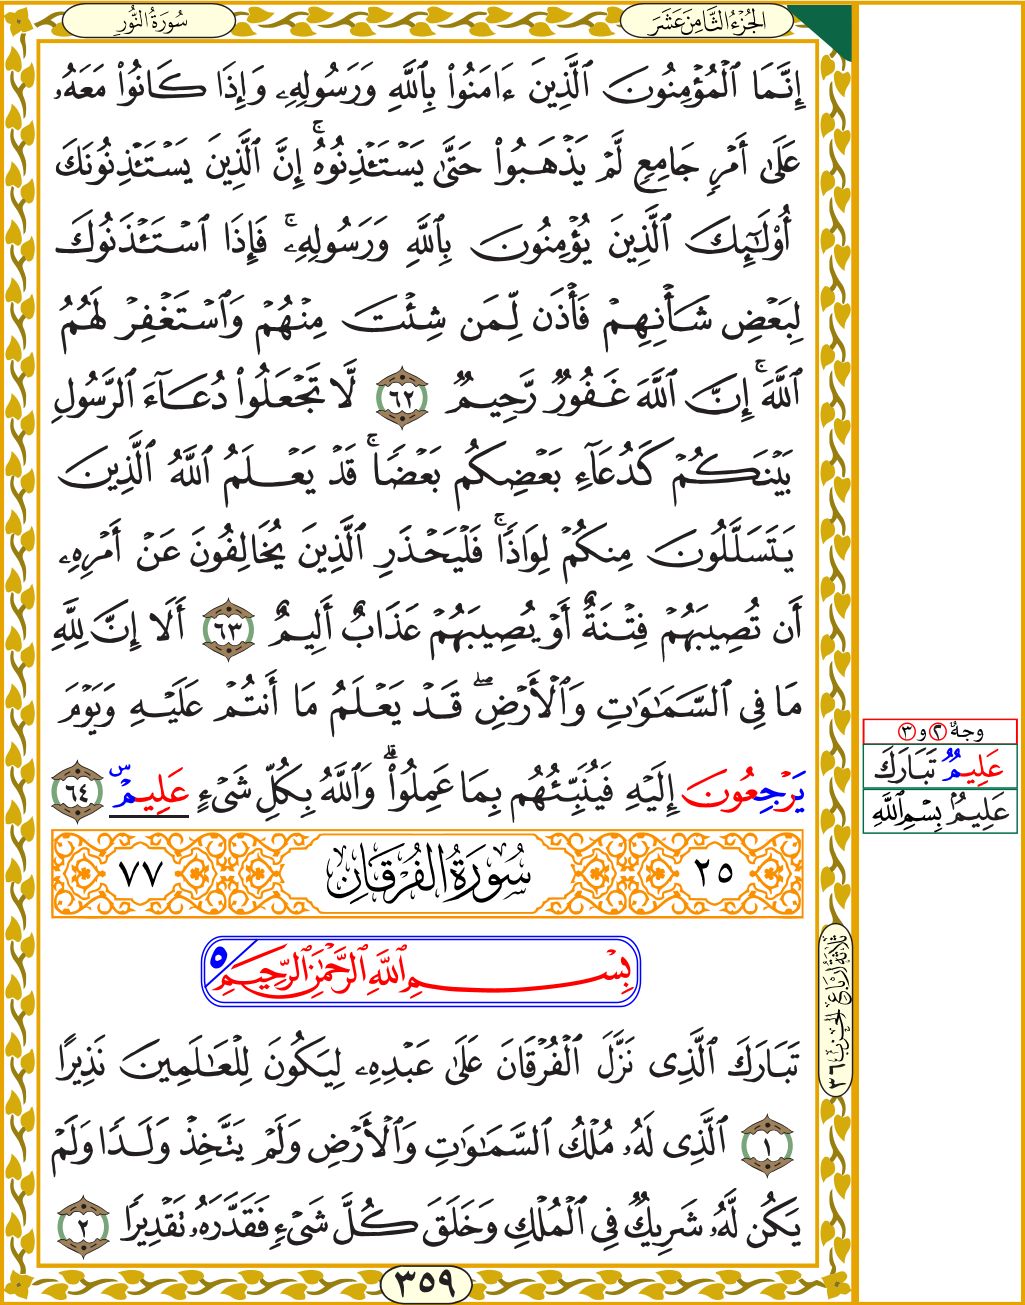 الجُزْءُ الثَّامِنَ عَشَرَ
سُورَةُ النُّورِ
إِنَّمَا ٱلْمُؤْمِنُونَ ٱلَّذِينَ ءَامَنُوا۟ بِٱللَّهِ وَرَسُولِهِۦ وَإِذَا كَانُوا۟ مَعَهُۥ
عَلَىٰٓ أَمْرٍ جَامِعٍ لَّمْ يَذْهَبُوا۟ حَتَّىٰ يَسْتَـْٔذِنُوهُ ۚ إِنَّ ٱلَّذِينَ يَسْتَـْٔذِنُونَكَ
أُو۟لَٰٓئِكَ ٱلَّذِينَ يُؤْمِنُونَ بِٱللَّهِ وَرَسُولِهِۦ ۚ فَإِذَا ٱسْتَـْٔذَنُوكَ
لِبَعْضِ شَأْنِهِمْ فَأْذَن لِّمَن شِئْتَ مِنْهُمْ وَٱسْتَغْفِرْ لَهُمُ
ٱللَّهَ ۚ إِنَّ ٱللَّهَ غَفُورٌ رَّحِيمٌ ٦٢ لَّا تَجْعَلُوا۟ دُعَآءَ ٱلرَّسُولِ
بَيْنَكُمْ كَدُعَآءِ بَعْضِكُم بَعْضًا ۚ قَدْ يَعْلَمُ ٱللَّهُ ٱلَّذِينَ
يَتَسَلَّلُونَ مِنكُمْ لِوَاذًا ۚ فَلْيَحْذَرِ ٱلَّذِينَ يُخَالِفُونَ عَنْ أَمْرِهِۦٓ
أَن تُصِيبَهُمْ فِتْنَةٌ أَوْ يُصِيبَهُمْ عَذَابٌ أَلِيمٌ ٦٣ أَلَآ إِنَّ لِلَّهِ
مَا فِى ٱلسَّمَٰوَٰتِ وَٱلْأَرْضِ ۖ قَدْ يَعْلَمُ مَآ أَنتُمْ عَلَيْهِ وَيَوْمَ
يُرْجَعُونَ إِلَيْهِ فَيُنَبِّئُهُم بِمَا عَمِلُوا۟ ۗ وَٱللَّهُ بِكُلِّ شَىْءٍ عَلِيمٌۢ ٦٤
وجهُ ٢ و ٣
عَلِيمٌ تَبَارَكَ
عَلِيمٌۢ بِسْمِ ٱللَّهِ
٢٥ سُورَةُ الفُرْقَانِ ٧٧
بِسْمِ ٱللَّهِ ٱلرَّحْمَٰنِ ٱلرَّحِيمِ ٥
ثلاثة أرباع الحزب ٣٦
تَبَارَكَ ٱلَّذِى نَزَّلَ ٱلْفُرْقَانَ عَلَىٰ عَبْدِهِۦ لِيَكُونَ لِلْعَٰلَمِينَ نَذِيرًا
١ ٱلَّذِى لَهُۥ مُلْكُ ٱلسَّمَٰوَٰتِ وَٱلْأَرْضِ وَلَمْ يَتَّخِذْ وَلَدًا وَلَمْ
يَكُن لَّهُۥ شَرِيكٌ فِى ٱلْمُلْكِ وَخَلَقَ كُلَّ شَىْءٍ فَقَدَّرَهُۥ تَقْدِيرًا ٢
٣٥٩